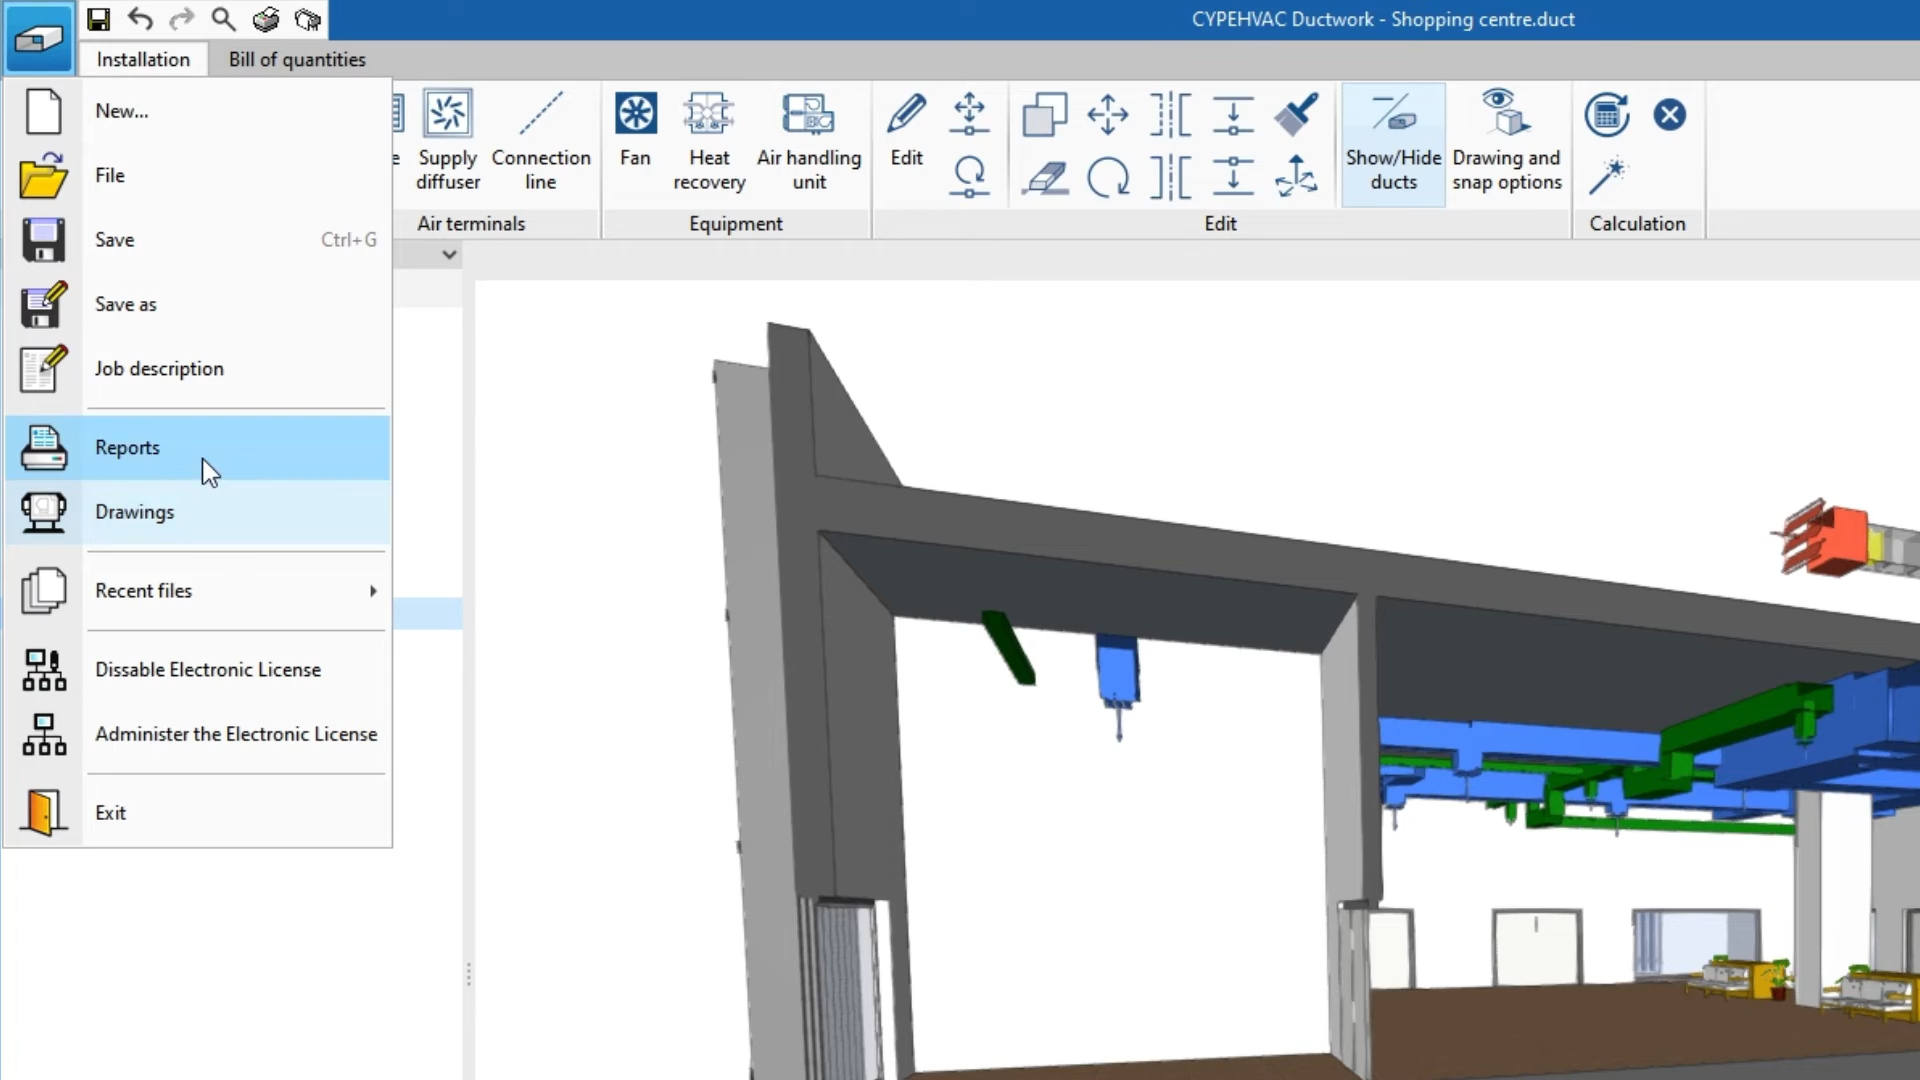 CYPEHVAC Ductwork - Shopping centre.duct
Installation
Bill of quantities
New...
File
Save Ctrl+G
Save as
Job description
Reports
Drawings
Recent files
Dissable Electronic License
Administer the Electronic License
Exit
e
Supply
diffuser
Connection
line
Air terminals
Fan
Heat
recovery
Air handling
unit
Equipment
Edit
Show/Hide
ducts
Drawing and
snap options
Edit
Calculation